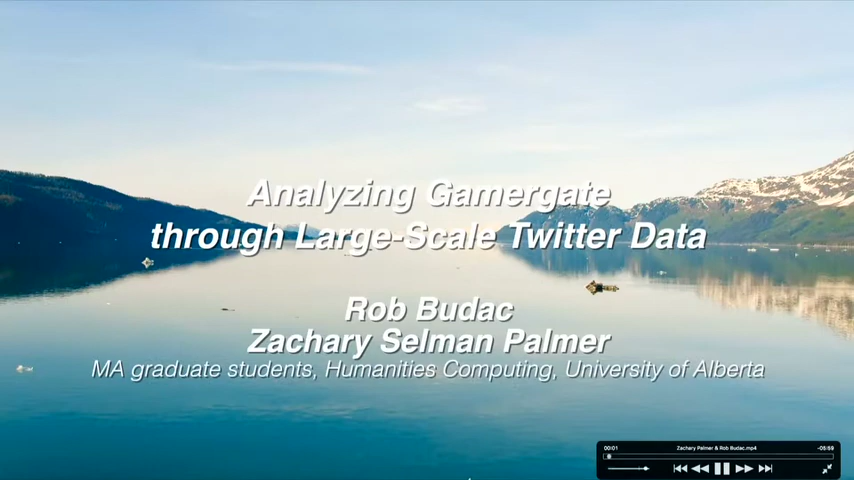 Analyzing Gamergate
through Large-Scale Twitter Data
Rob Budac
Zachary Selman Palmer
MA graduate students, Humanities Computing, University of Alberta
00:01 Zachary Palmer & Rob Budac.mp4 -05:59